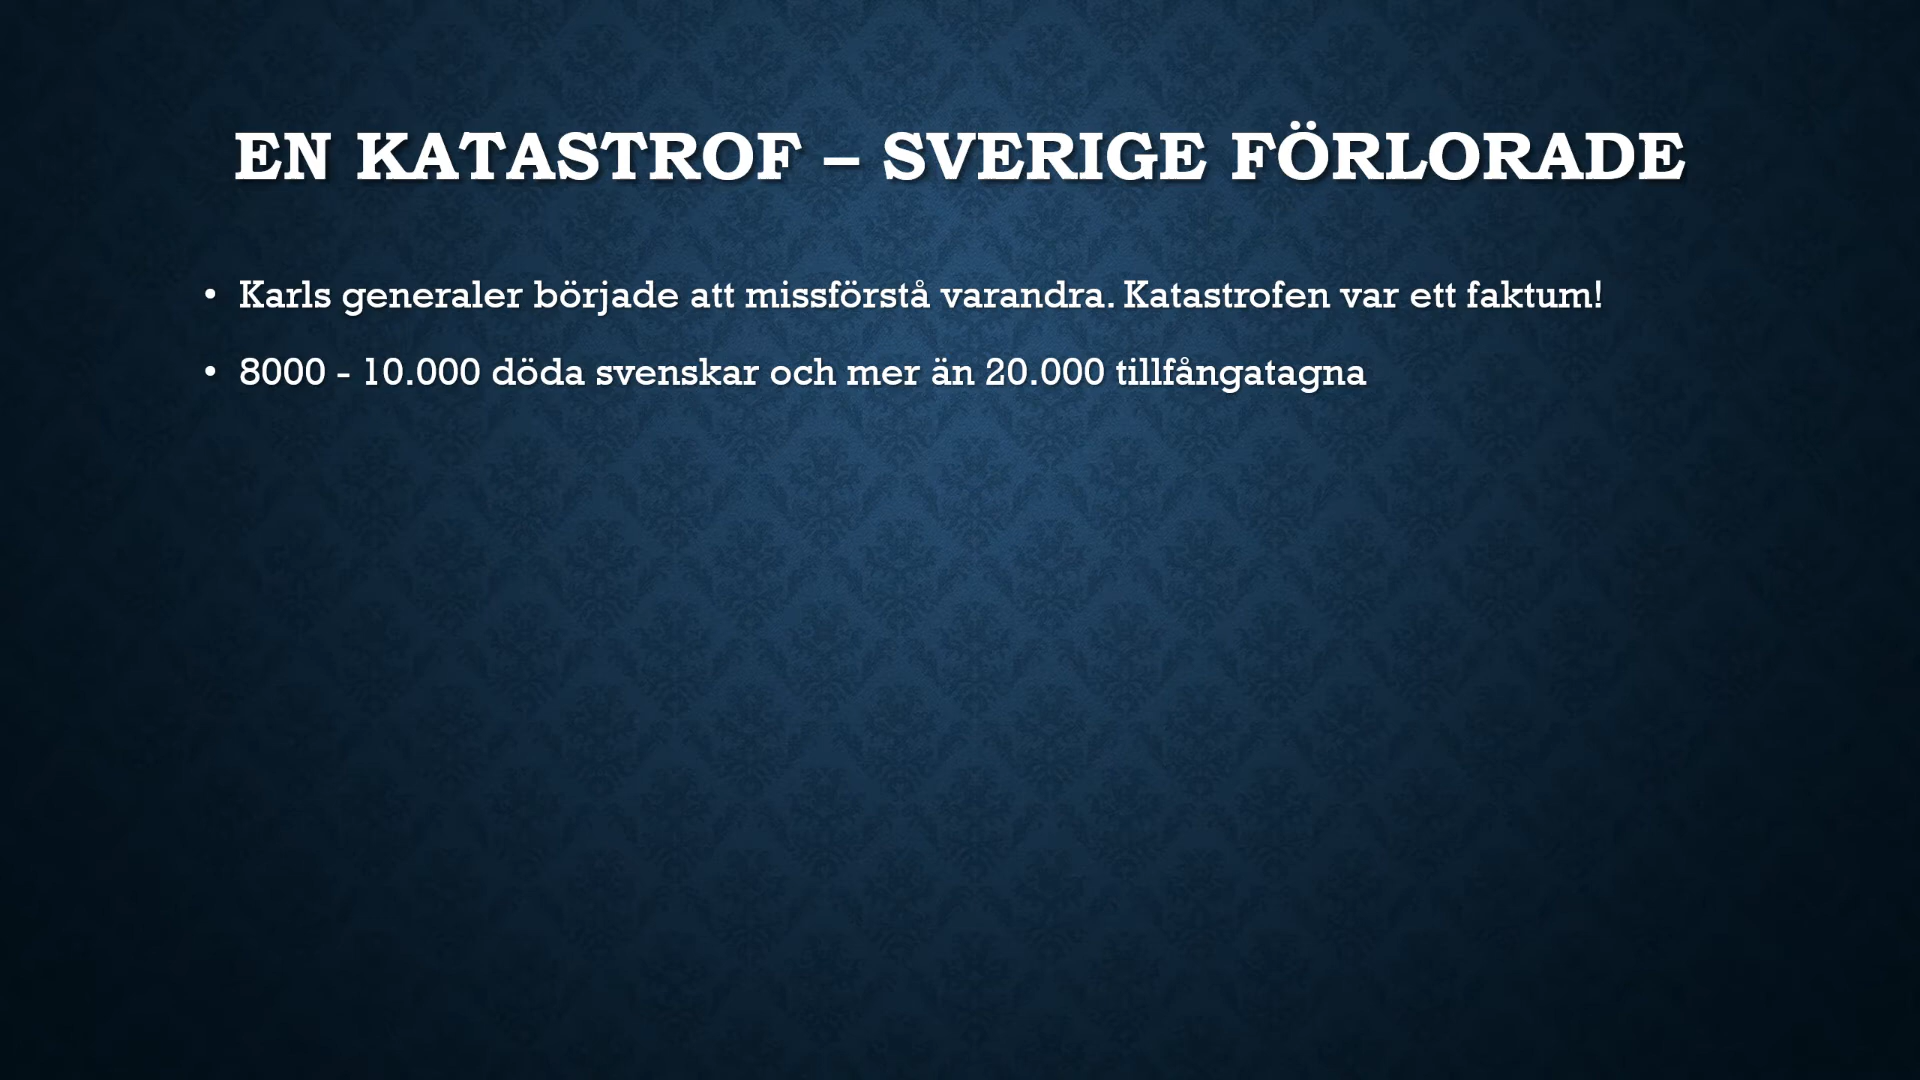 EN KATASTROF – SVERIGE FÖRLORADE
• Karls generaler började att missförstå varandra. Katastrofen var ett faktum!
• 8000 - 10.000 döda svenskar och mer än 20.000 tillfångatagna